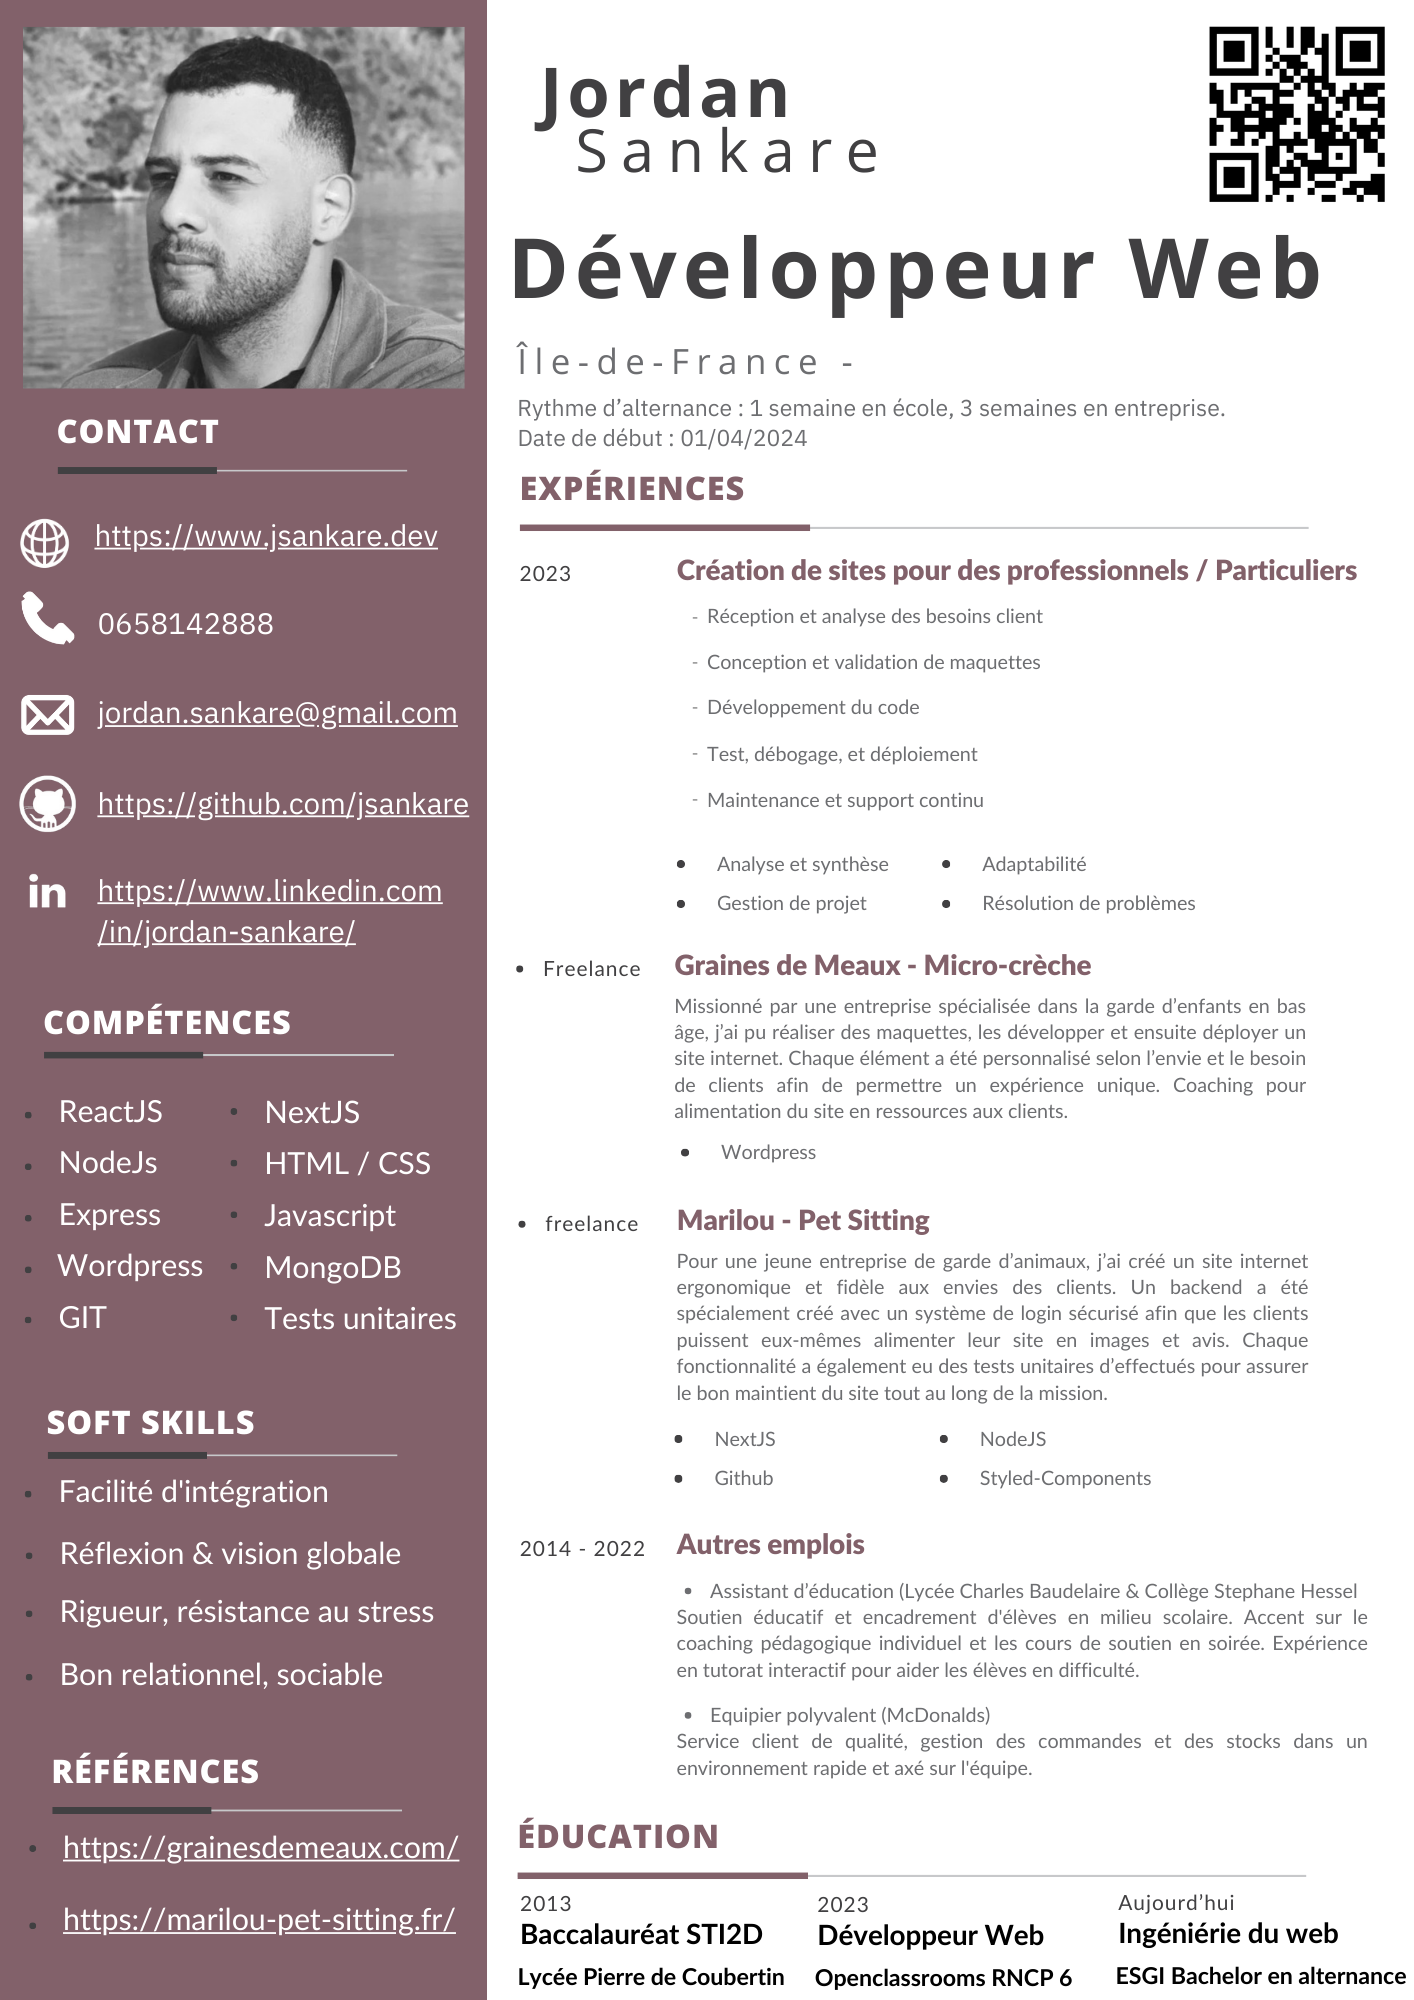 Jordan
Sankare
Développeur Web
Île-de-France -
Rythme d’alternance : 1 semaine en école, 3 semaines en entreprise.
Date de début : 01/04/2024
CONTACT
https://www.jsankare.dev
0658142888
jordan.sankare@gmail.com
https://github.com/jsankare
in
https://www.linkedin.com
/in/jordan-sankare/
COMPÉTENCES
• ReactJS • NextJS
• NodeJs • HTML / CSS
• Express • Javascript
• Wordpress • MongoDB
• GIT • Tests unitaires
SOFT SKILLS
• Facilité d'intégration
• Réflexion & vision globale
• Rigueur, résistance au stress
• Bon relationnel, sociable
RÉFÉRENCES
• https://grainesdemeaux.com/
• https://marilou-pet-sitting.fr/
EXPÉRIENCES
2023 Création de sites pour des professionnels / Particuliers
- Réception et analyse des besoins client
- Conception et validation de maquettes
- Développement du code
- Test, débogage, et déploiement
- Maintenance et support continu
• Analyse et synthèse • Adaptabilité
• Gestion de projet • Résolution de problèmes
• Freelance Graines de Meaux - Micro-crèche
Missionné par une entreprise spécialisée dans la garde d’enfants en bas
âge, j’ai pu réaliser des maquettes, les développer et ensuite déployer un
site internet. Chaque élément a été personnalisé selon l’envie et le besoin
de clients afin de permettre un expérience unique. Coaching pour
alimentation du site en ressources aux clients.
• Wordpress
• freelance Marilou - Pet Sitting
Pour une jeune entreprise de garde d’animaux, j’ai créé un site internet
ergonomique et fidèle aux envies des clients. Un backend a été
spécialement créé avec un système de login sécurisé afin que les clients
puissent eux-mêmes alimenter leur site en images et avis. Chaque
fonctionnalité a également eu des tests unitaires d’effectués pour assurer
le bon maintient du site tout au long de la mission.
• NextJS • NodeJS
• Github • Styled-Components
2014 - 2022 Autres emplois
• Assistant d’éducation (Lycée Charles Baudelaire & Collège Stephane Hessel
Soutien éducatif et encadrement d'élèves en milieu scolaire. Accent sur le
coaching pédagogique individuel et les cours de soutien en soirée. Expérience
en tutorat interactif pour aider les élèves en difficulté.
• Equipier polyvalent (McDonalds)
Service client de qualité, gestion des commandes et des stocks dans un
environnement rapide et axé sur l'équipe.
ÉDUCATION
2013
Baccalauréat STI2D
Lycée Pierre de Coubertin
2023
Développeur Web
Openclassrooms RNCP 6
Aujourd’hui
Ingéniérie du web
ESGI Bachelor en alternance